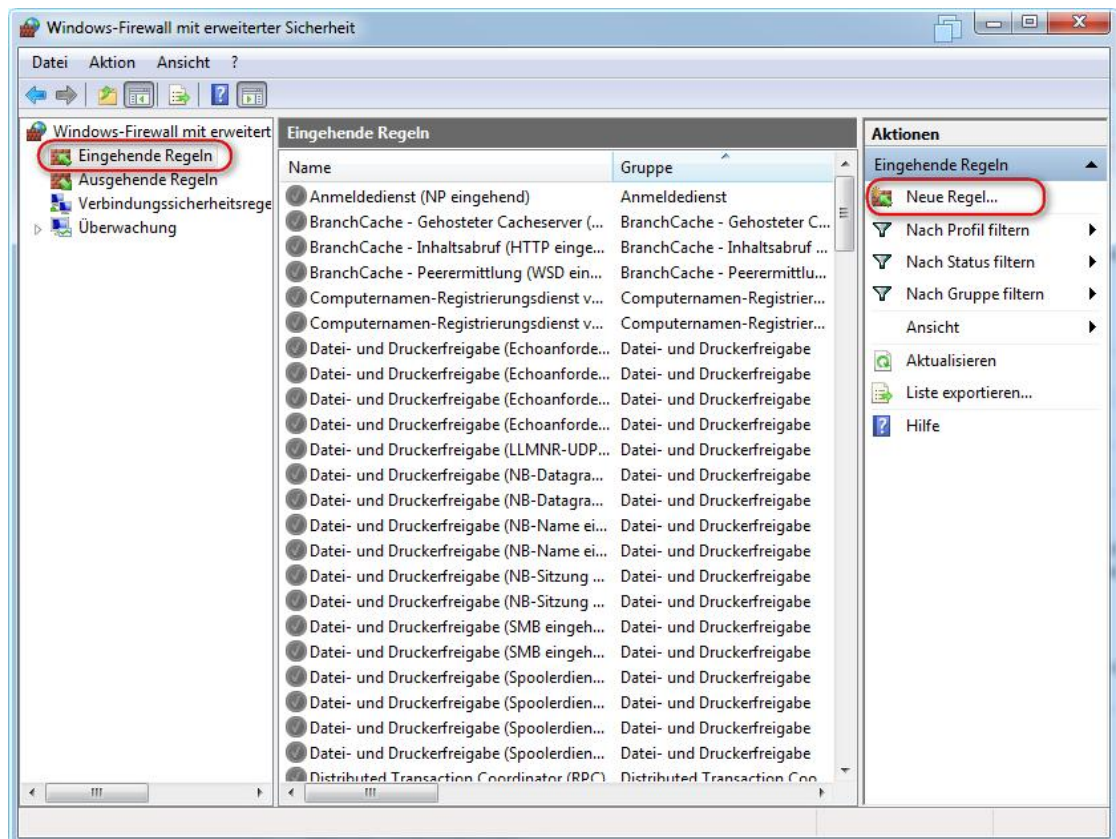 Windows-Firewall mit erweiterter Sicherheit
Datei Aktion Ansicht ?
Windows-Firewall mit erweitert
Eingehende Regeln
Ausgehende Regeln
Verbindungssicherheitsrege
Überwachung
Eingehende Regeln
Name Gruppe
Anmeldedienst (NP eingehend) Anmeldedienst
BranchCache - Gehosteter Cacheserver (... BranchCache - Gehosteter C...
BranchCache - Inhaltsabruf (HTTP einge... BranchCache - Inhaltsabruf ...
BranchCache - Peerermittlung (WSD ein... BranchCache - Peerermittlu...
Computernamen-Registrierungsdienst v... Computernamen-Registrier...
Computernamen-Registrierungsdienst v... Computernamen-Registrier...
Datei- und Druckerfreigabe (Echoanforde... Datei- und Druckerfreigabe
Datei- und Druckerfreigabe (Echoanforde... Datei- und Druckerfreigabe
Datei- und Druckerfreigabe (Echoanforde... Datei- und Druckerfreigabe
Datei- und Druckerfreigabe (Echoanforde... Datei- und Druckerfreigabe
Datei- und Druckerfreigabe (LLMNR-UDP... Datei- und Druckerfreigabe
Datei- und Druckerfreigabe (NB-Datagra... Datei- und Druckerfreigabe
Datei- und Druckerfreigabe (NB-Datagra... Datei- und Druckerfreigabe
Datei- und Druckerfreigabe (NB-Name ei... Datei- und Druckerfreigabe
Datei- und Druckerfreigabe (NB-Name ei... Datei- und Druckerfreigabe
Datei- und Druckerfreigabe (NB-Sitzung ... Datei- und Druckerfreigabe
Datei- und Druckerfreigabe (NB-Sitzung ... Datei- und Druckerfreigabe
Datei- und Druckerfreigabe (SMB eingeh... Datei- und Druckerfreigabe
Datei- und Druckerfreigabe (SMB eingeh... Datei- und Druckerfreigabe
Datei- und Druckerfreigabe (Spoolerdien... Datei- und Druckerfreigabe
Datei- und Druckerfreigabe (Spoolerdien... Datei- und Druckerfreigabe
Datei- und Druckerfreigabe (Spoolerdien... Datei- und Druckerfreigabe
Datei- und Druckerfreigabe (Spoolerdien... Datei- und Druckerfreigabe
Distributed Transaction Coordinator (RPC) Distributed Transaction Coo
Aktionen
Eingehende Regeln
Neue Regel...
Nach Profil filtern
Nach Status filtern
Nach Gruppe filtern
Ansicht
Aktualisieren
Liste exportieren...
Hilfe